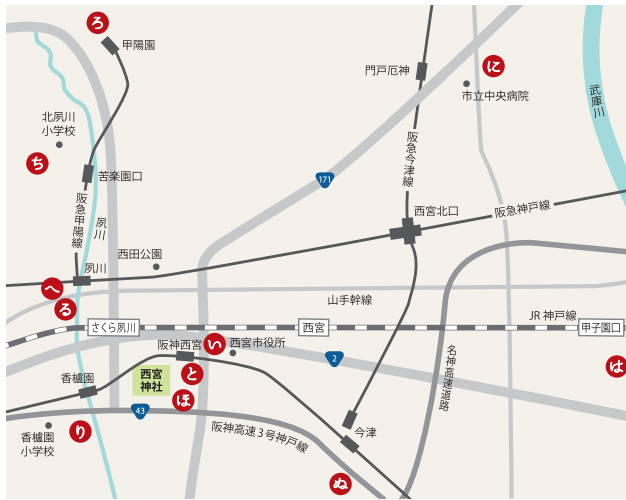 ろ
甲陽園
門戸厄神
に
市立中央病院
武庫川
北夙川
小学校
ち
苦楽園口
阪急甲陽線
夙川
171
阪急今津線
西宮北口
阪急神戸線
西田公園
夙川
へ
る
山手幹線
さくら夙川
西宮
JR 神戸線
甲子園口
阪神西宮
い
西宮市役所
2
名神高速道路
は
と
西宮
神社
ほ
香櫨園
43
り
香櫨園
小学校
阪神高速3号神戸線
今津
ぬ